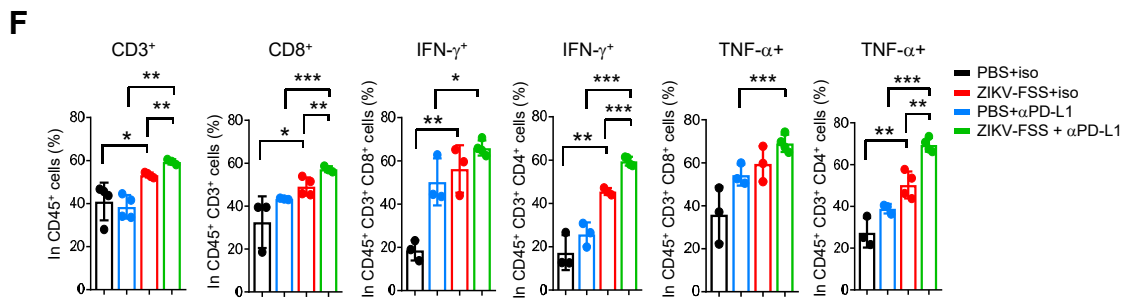 F
CD3⁺
In CD45⁺ cells (%)
80
60
40
20
0
*
**
**
CD8⁺
In CD45⁺ CD3⁺ cells (%)
80
60
40
20
0
*
***
**
IFN-γ⁺
In CD45⁺ CD3⁺ CD8⁺ cells (%)
80
60
40
20
0
**
*
IFN-γ⁺
In CD45⁺ CD3⁺ CD4⁺ cells (%)
80
60
40
20
0
**
***
***
TNF-α+
In CD45⁺ CD3⁺ CD8⁺ cells (%)
80
60
40
20
0
***
TNF-α+
In CD45⁺ CD3⁺ CD4⁺ cells (%)
80
60
40
20
0
**
***
**
PBS+iso
ZIKV-FSS+iso
PBS+αPD-L1
ZIKV-FSS + αPD-L1